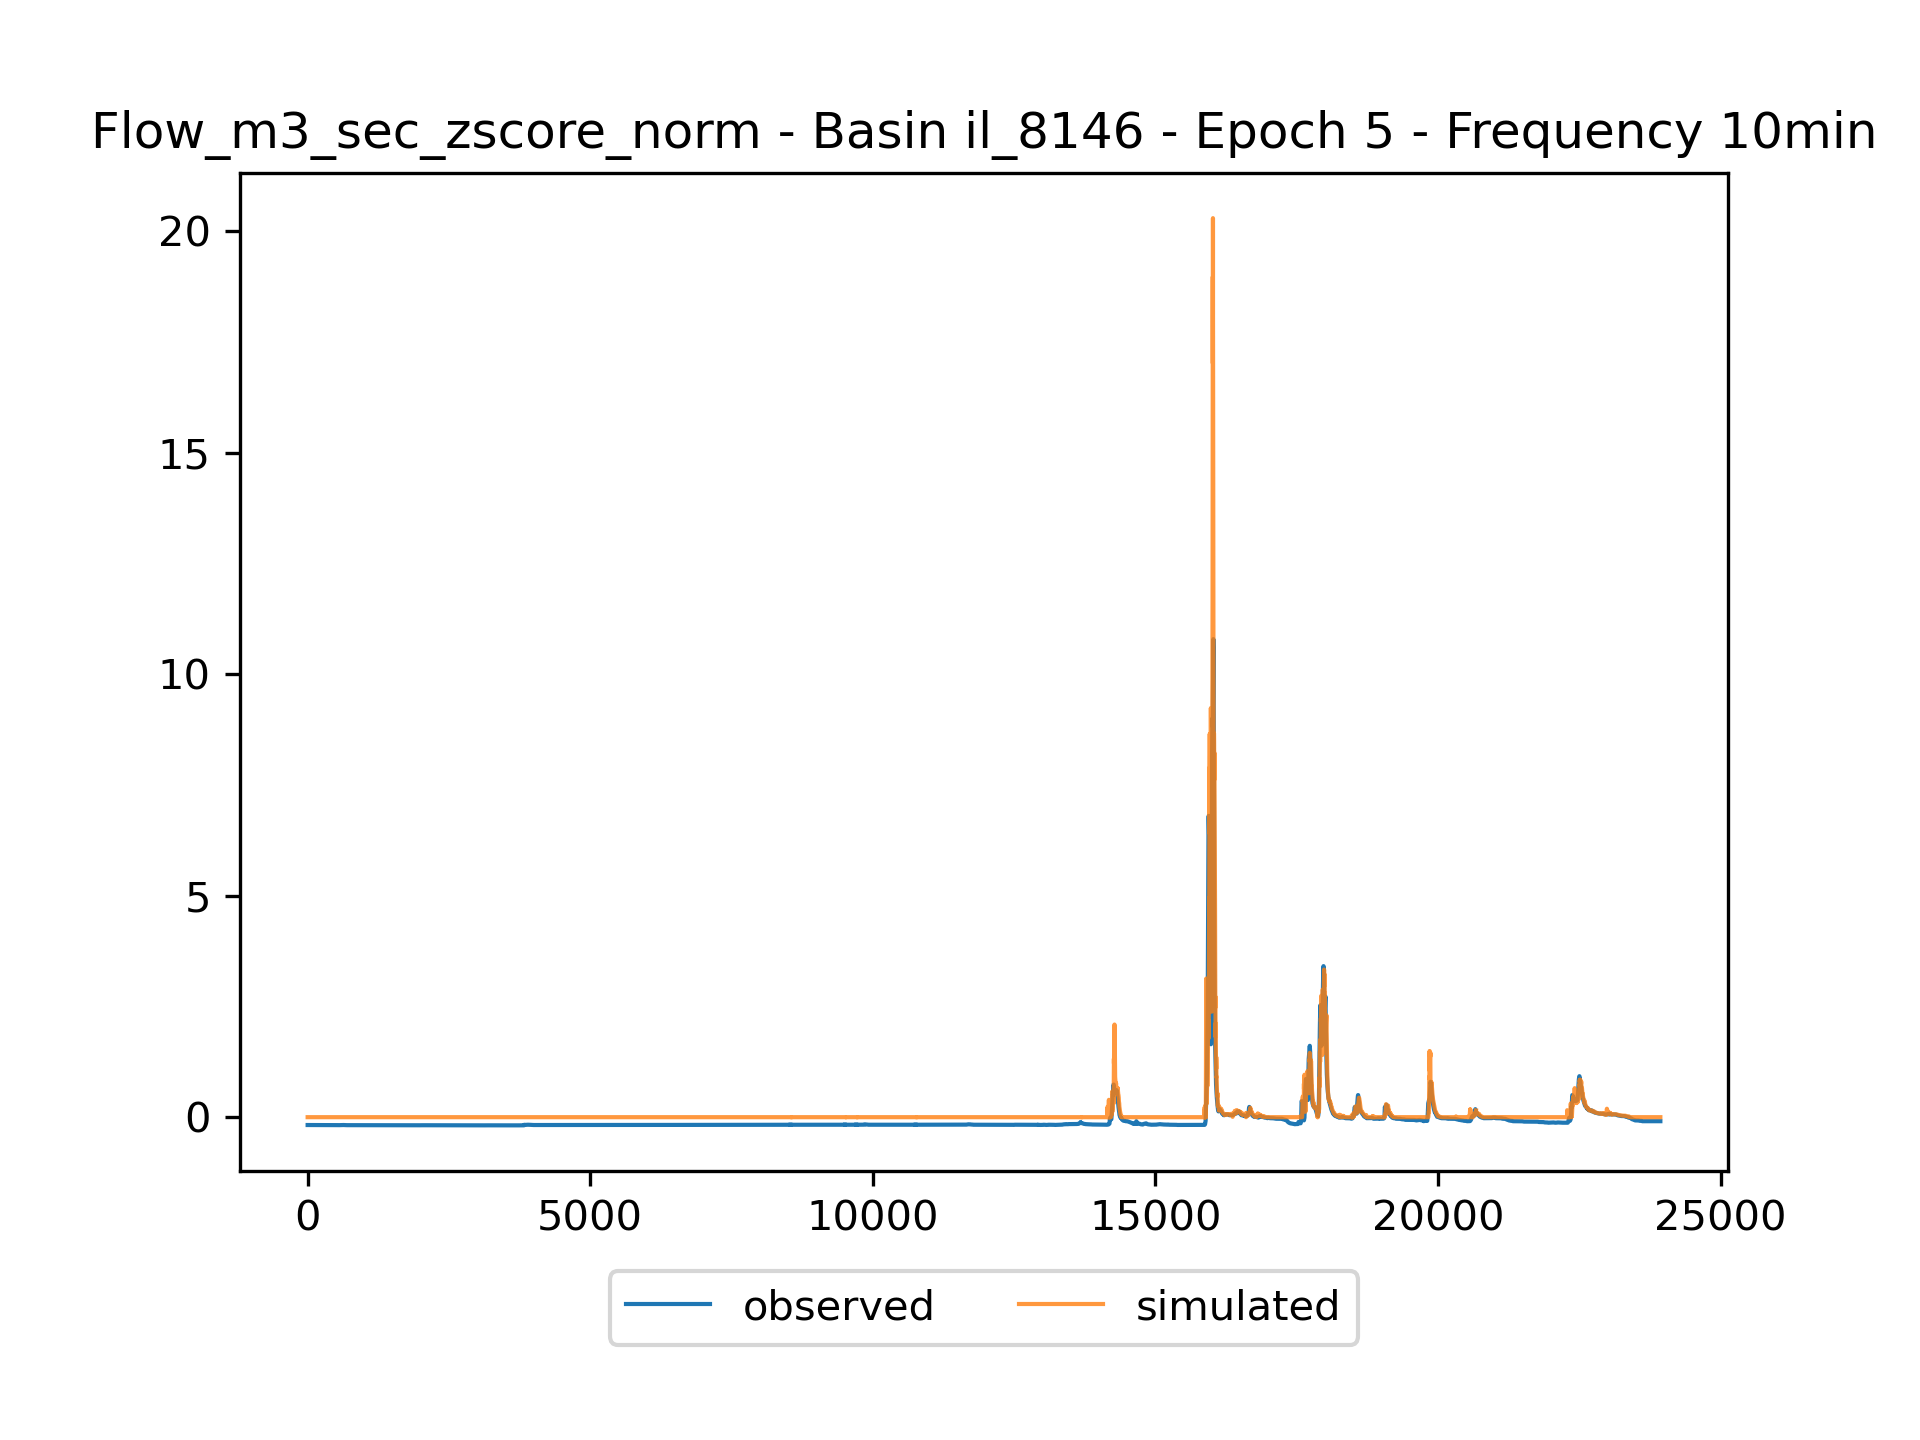 Flow_m3_sec_zscore_norm - Basin il_8146 - Epoch 5 - Frequency 10min
20
15
10
5
0
0 5000 10000 15000 20000 25000
observed simulated